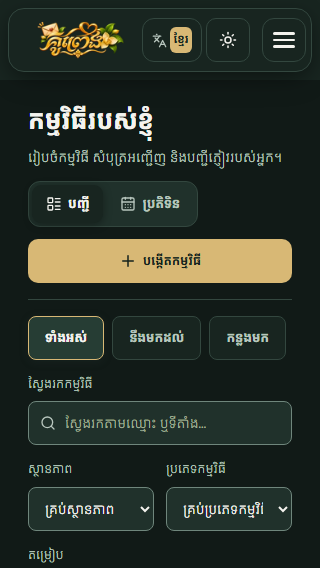 គូព្រេង
ខ្មែរ
កម្មវិធីរបស់ខ្ញុំ
រៀបចំកម្មវិធី សំបុត្រអញ្ជើញ និងបញ្ជីភ្ញៀវរបស់អ្នក។
បញ្ជី
ប្រតិទិន
បង្កើតកម្មវិធី
ទាំងអស់
នឹងមកដល់
កន្លងមក
ស្វែងរកកម្មវិធី
ស្វែងរកតាមឈ្មោះ ឬទីតាំង...
ស្ថានភាព
ប្រភេទកម្មវិធី
គ្រប់ស្ថានភាព
គ្រប់ប្រភេទកម្មវិ
តម្រៀប